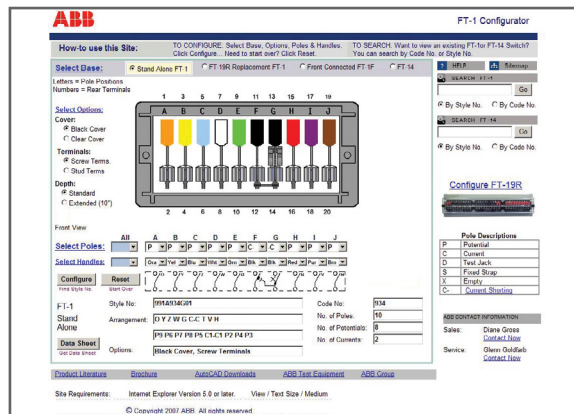 ABB
FT-1 Configurator
How-to use this Site:
TO CONFIGURE. Select Base, Options, Poles & Handles.
Click Configure... Need to start over? Click Reset.
TO SEARCH. Want to view an existing FT-1or FT-14 Switch?
You can search by Code No. or Style No.
Select Base:
Stand Alone FT-1
FT-19R Replacement FT-1
Front Connected FT-1F
FT-14
? HELP
Sitemap
Letters = Pole Positions
Numbers = Rear Terminals
SEARCH FT-1
Go
By Style No. By Code No.
SEARCH FT 14
Go
By Style No. By Code No.
1 3 5 7 9 11 13 15 17 19
A B C D E F G H I J
2 4 6 8 10 12 14 16 18 20
Select Options:
Cover:
Black Cover
Clear Cover
Terminals:
Screw Terms.
Stud Terms
Depth:
Standard
Extended (10")
Configure FT-19R
Front View
All A B C D E F G H I J
Select Poles: P P P P P C C P P P
Select Handles: Ora Yel Blu Wht Grn Blk Blk Red Pur Brn
Pole Descriptions
P Potential
C Current
D Test Jack
S Fixed Strap
X Empty
C- Current Shorting
Configure
Find Style No.
Reset
Start Over
FT-1
Stand
Alone
Data Sheet
Get Data Sheet
Style No: 991A934G01
Arrangement: O Y Z W G C-C T V H
P9 P6 P7 P8 P5 C1-C1 P2 P4 P3
Options: Black Cover, Screw Terminals
Code No: 934
No. of Poles: 10
No. of Potentials: 8
No. of Currents: 2
ABB CONTACT INFORMATION
Sales: Diane Gross
Contact Now
Service: Glenn Goldfarb
Contact Now
Product Literature Brochure AutoCAD Downloads ABB Test Equipment ABB Group
Site Requirements: Internet Explorer Version 5.0 or later. View / Text Size / Medium
© Copyright 2007 ABB. All rights reserved